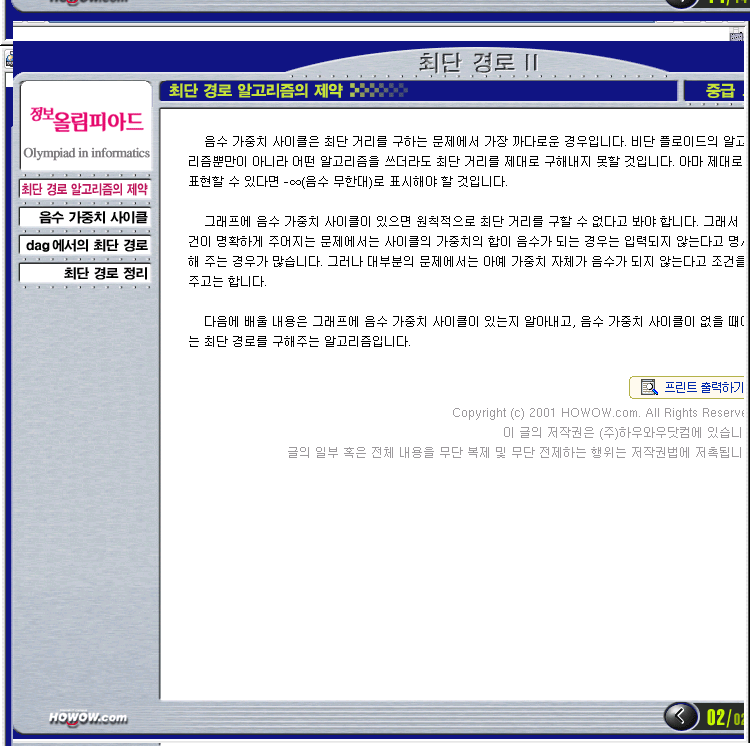 HOWOW.com
최단 경로 II
최단 경로 알고리즘의 제약
중급
정보올림피아드
Olympiad in informatics
최단 경로 알고리즘의 제약
음수 가중치 사이클
dag에서의 최단 경로
최단 경로 정리
음수 가중치 사이클은 최단 거리를 구하는 문제에서 가장 까다로운 경우입니다. 비단 플로이드의 알고
리즘뿐만이 아니라 어떤 알고리즘을 쓰더라도 최단 거리를 제대로 구해내지 못할 것입니다. 아마 제대로
표현할 수 있다면 -∞(음수 무한대)로 표시해야 할 것입니다.
그래프에 음수 가중치 사이클이 있으면 원칙적으로 최단 거리를 구할 수 없다고 봐야 합니다. 그래서
건이 명확하게 주어지는 문제에서는 사이클의 가중치의 합이 음수가 되는 경우는 입력되지 않는다고
해 주는 경우가 많습니다. 그러나 대부분의 문제에서는 아예 가중치 자체가 음수가 되지 않는다고 조건을
주고는 합니다.
다음에 배울 내용은 그래프에 음수 가중치 사이클이 있는지 알아내고, 음수 가중치 사이클이 없을
는 최단 경로를 구해주는 알고리즘입니다.
프린트 출력하기
Copyright (c) 2001 HOWOW.com. All Rights Reserve
이 글의 저작권은 (주)하우와우닷컴에 있습니
글의 일부 혹은 전체 내용을 무단 복제 및 무단 전제하는 행위는 저작권법에 저촉됩니
HOWOW.com
02/